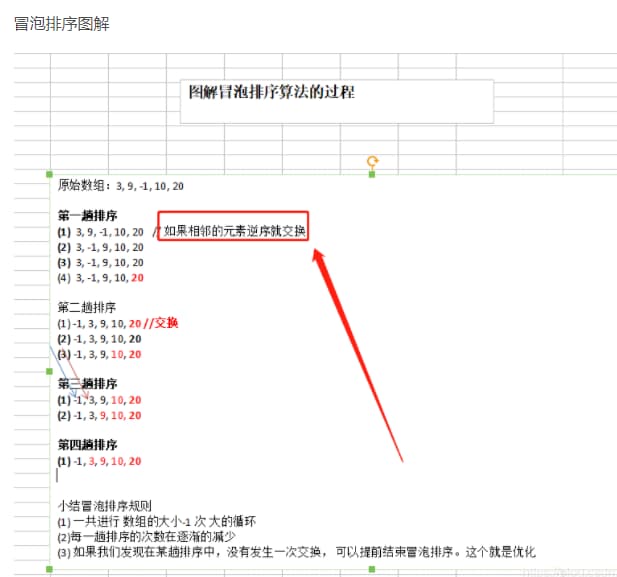 冒泡排序图解
图解冒泡排序算法的过程
原始数组：3, 9, -1, 10, 20
第一趟排序
(1) 3, 9, -1, 10, 20 // 如果相邻的元素逆序就交换
(2) 3, -1, 9, 10, 20
(3) 3, -1, 9, 10, 20
(4) 3, -1, 9, 10, 20
第二趟排序
(1) -1, 3, 9, 10, 20 //交换
(2) -1, 3, 9, 10, 20
(3) -1, 3, 9, 10, 20
第三趟排序
(1) -1, 3, 9, 10, 20
(2) -1, 3, 9, 10, 20
第四趟排序
(1) -1, 3, 9, 10, 20
小结冒泡排序规则
(1) 一共进行 数组的大小-1 次 大的循环
(2)每一趟排序的次数在逐渐的减少
(3) 如果我们发现在某趟排序中，没有发生一次交换， 可以提前结束冒泡排序。这个就是优化